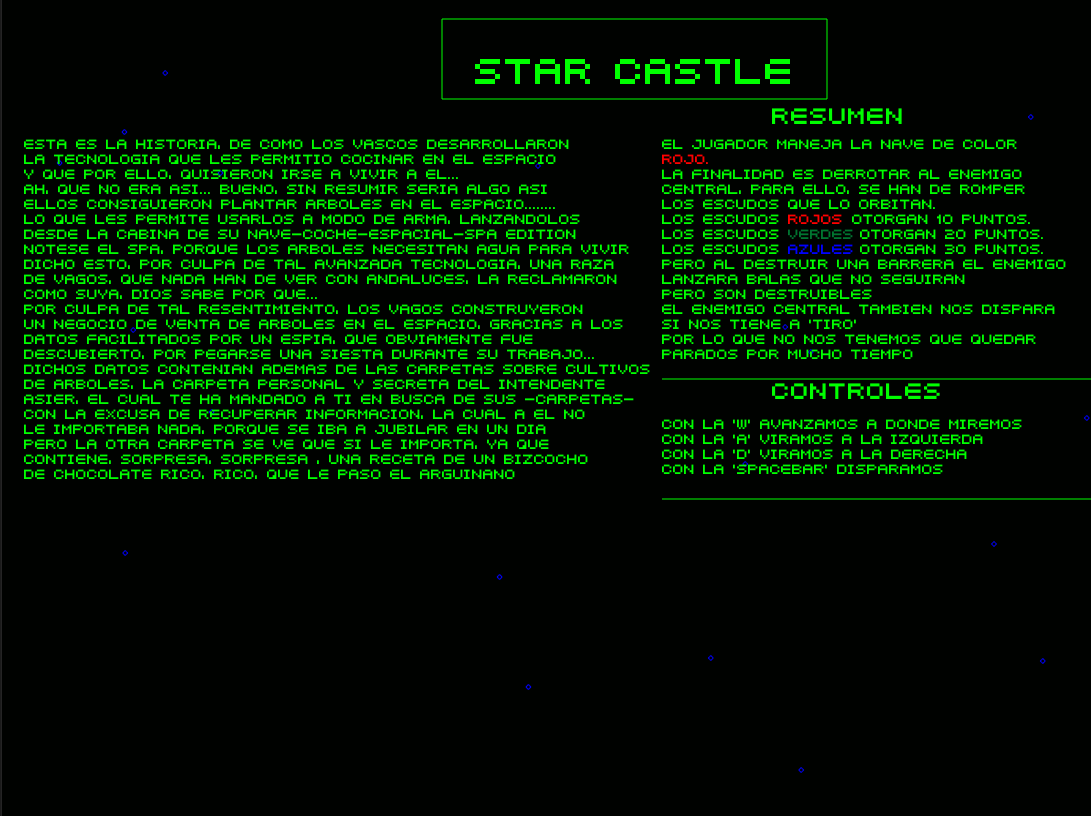 STAR CASTLE
ESTA ES LA HISTORIA, DE COMO LOS VASCOS DESARROLLARON
LA TECNOLOGIA QUE LES PERMITIO COCINAR EN EL ESPACIO
Y QUE POR ELLO, QUISIERON IRSE A VIVIR A EL...
AH, QUE NO ERA ASI... BUENO, SIN RESUMIR SERIA ALGO ASI
ELLOS CONSIGUIERON PLANTAR ARBOLES EN EL ESPACIO........
LO QUE LES PERMITE USARLOS A MODO DE ARMA, LANZANDOLOS
DESDE LA CABINA DE SU NAVE-COCHE-ESPACIAL-SPA EDITION
NOTESE EL SPA, PORQUE LOS ARBOLES NECESITAN AGUA PARA VIVIR
DICHO ESTO, POR CULPA DE TAL AVANZADA TECNOLOGIA, UNA RAZA
DE VAGOS, QUE NADA HAN DE VER CON ANDALUCES, LA RECLAMARON
COMO SUYA, DIOS SABE POR QUE...
POR CULPA DE TAL RESENTIMIENTO, LOS VAGOS CONSTRUYERON
UN NEGOCIO DE VENTA DE ARBOLES EN EL ESPACIO, GRACIAS A LOS
DATOS FACILITADOS POR UN ESPIA, QUE OBVIAMENTE FUE
DESCUBIERTO, POR PEGARSE UNA SIESTA DURANTE SU TRABAJO...
DICHOS DATOS CONTENIAN ADEMAS DE LAS CARPETAS SOBRE CULTIVOS
DE ARBOLES, LA CARPETA PERSONAL Y SECRETA DEL INTENDENTE
ASIER, EL CUAL TE HA MANDADO A TI EN BUSCA DE SUS -CARPETAS-
CON LA EXCUSA DE RECUPERAR INFORMACION, LA CUAL A EL NO
LE IMPORTABA NADA, PORQUE SE IBA A JUBILAR EN UN DIA
PERO LA OTRA CARPETA SE VE QUE SI LE IMPORTA, YA QUE
CONTIENE, SORPRESA, SORPRESA , UNA RECETA DE UN BIZCOCHO
DE CHOCOLATE RICO, RICO, QUE LE PASO EL ARGUINANO
RESUMEN
EL JUGADOR MANEJA LA NAVE DE COLOR
ROJO.
LA FINALIDAD ES DERROTAR AL ENEMIGO
CENTRAL, PARA ELLO, SE HAN DE ROMPER
LOS ESCUDOS QUE LO ORBITAN.
LOS ESCUDOS ROJOS OTORGAN 10 PUNTOS.
LOS ESCUDOS VERDES OTORGAN 20 PUNTOS.
LOS ESCUDOS AZULES OTORGAN 30 PUNTOS.
PERO AL DESTRUIR UNA BARRERA EL ENEMIGO
LANZARA BALAS QUE NO SEGUIRAN
PERO SON DESTRUIBLES
EL ENEMIGO CENTRAL TAMBIEN NOS DISPARA
SI NOS TIENE A 'TIRO'
POR LO QUE NO NOS TENEMOS QUE QUEDAR
PARADOS POR MUCHO TIEMPO
CONTROLES
CON LA 'W' AVANZAMOS A DONDE MIREMOS
CON LA 'A' VIRAMOS A LA IZQUIERDA
CON LA 'D' VIRAMOS A LA DERECHA
CON LA 'SPACEBAR' DISPARAMOS